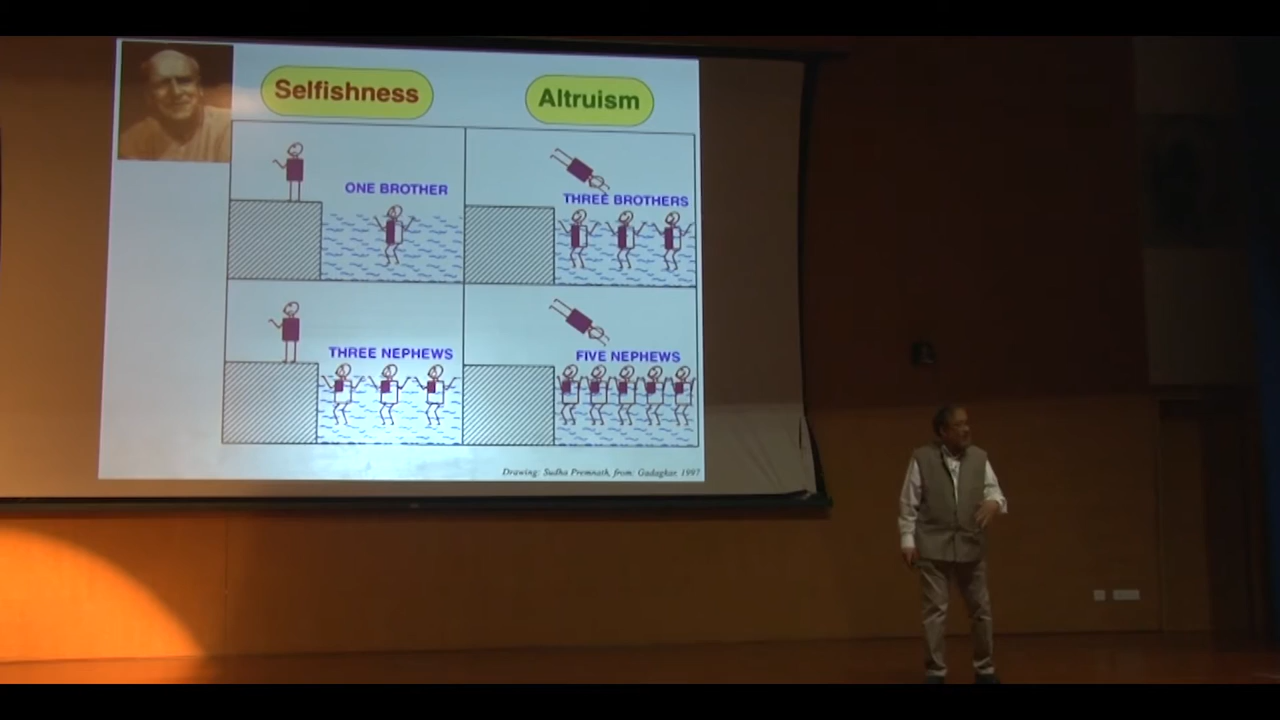 Selfishness
Altruism
ONE BROTHER
THREE BROTHERS
THREE NEPHEWS
FIVE NEPHEWS
Drawing: Sudha Premnath, from: Gadagkar, 1997